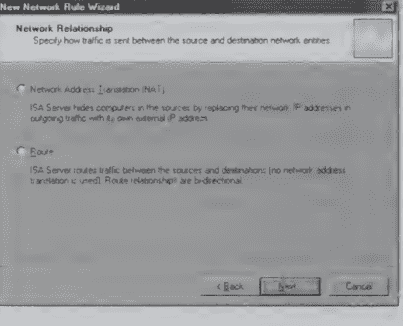 New Network Rule Wizard
Network Relationship
Specify how traffic is sent between the source and destination network entities.
Network Address Translation (NAT)
ISA Server hides computers in the sources by replacing their network IP addresses in
outgoing traffic with its own external IP address.
Route
ISA Server routes traffic between the sources and destinations (no network address
translation is used). Route relationships are bi-directional.
< Back
Next
Cancel